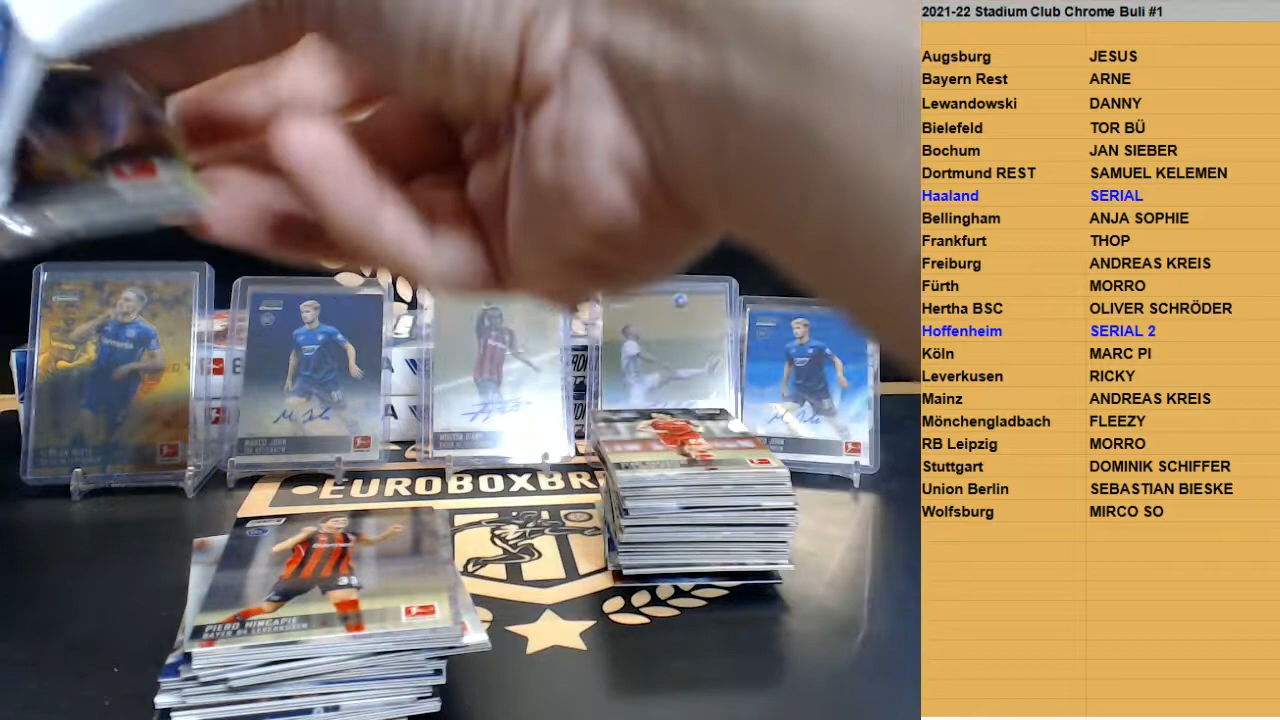 2021-22 Stadium Club Chrome Buli #1
Augsburg JESUS
Bayern Rest ARNE
Lewandowski DANNY
Bielefeld TOR BÜ
Bochum JAN SIEBER
Dortmund REST SAMUEL KELEMEN
Haaland SERIAL
Bellingham ANJA SOPHIE
Frankfurt THOP
Freiburg ANDREAS KREIS
Fürth MORRO
Hertha BSC OLIVER SCHRÖDER
Hoffenheim SERIAL 2
Köln MARC PI
Leverkusen RICKY
Mainz ANDREAS KREIS
Mönchengladbach FLEEZY
RB Leipzig MORRO
Stuttgart DOMINIK SCHIFFER
Union Berlin SEBASTIAN BIESKE
Wolfsburg MIRCO SO
MARCO JOHN
EUROBOXBR
PIERO HINCAPIE
BAYER 04 LEVERKUSEN